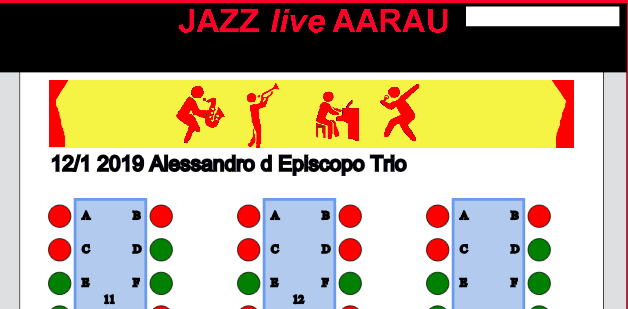 JAZZ live AARAU
12/1 2019 Alessandro d Episcopo Trio
A B A B A B
C D C D C D
E F E F E F
11 12